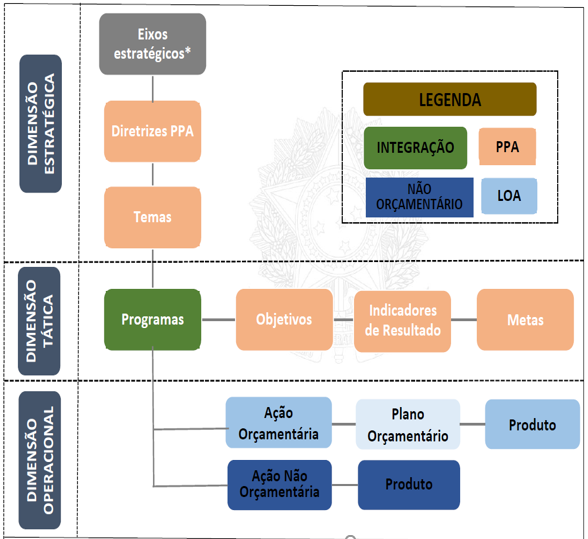 DIMENSÃO
ESTRATÉGICA
Eixos
estratégicos*
Diretrizes PPA
Temas
LEGENDA
INTEGRAÇÃO
PPA
NÃO
ORÇAMENTÁRIO
LOA
DIMENSÃO
TÁTICA
Programas
Objetivos
Indicadores
de Resultado
Metas
DIMENSÃO
OPERACIONAL
Ação
Orçamentária
Plano
Orçamentário
Produto
Ação Não
Orçamentária
Produto